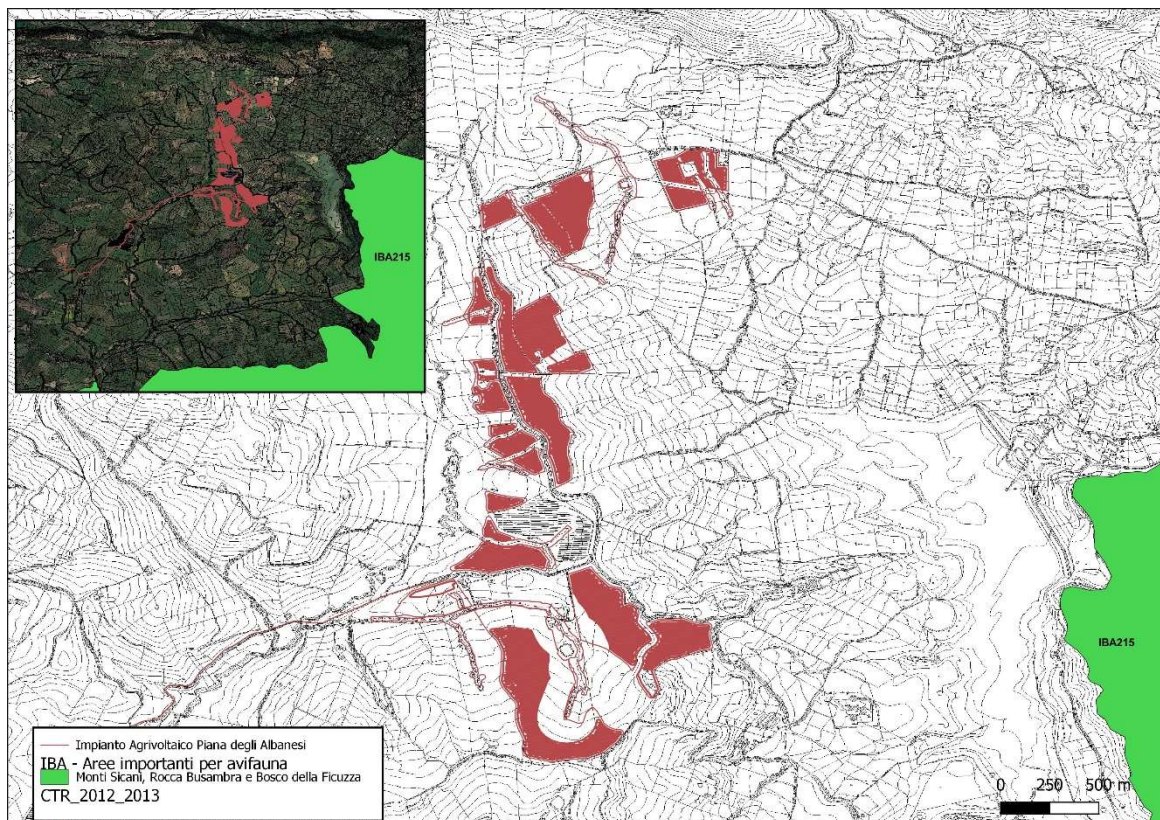 IBA215
IBA215
Impianto Agrivoltaico Piana degli Albanesi
IBA - Aree importanti per avifauna
Monti Sicani, Rocca Busambra e Bosco della Ficuzza
CTR_2012_2013
0 250 500 m